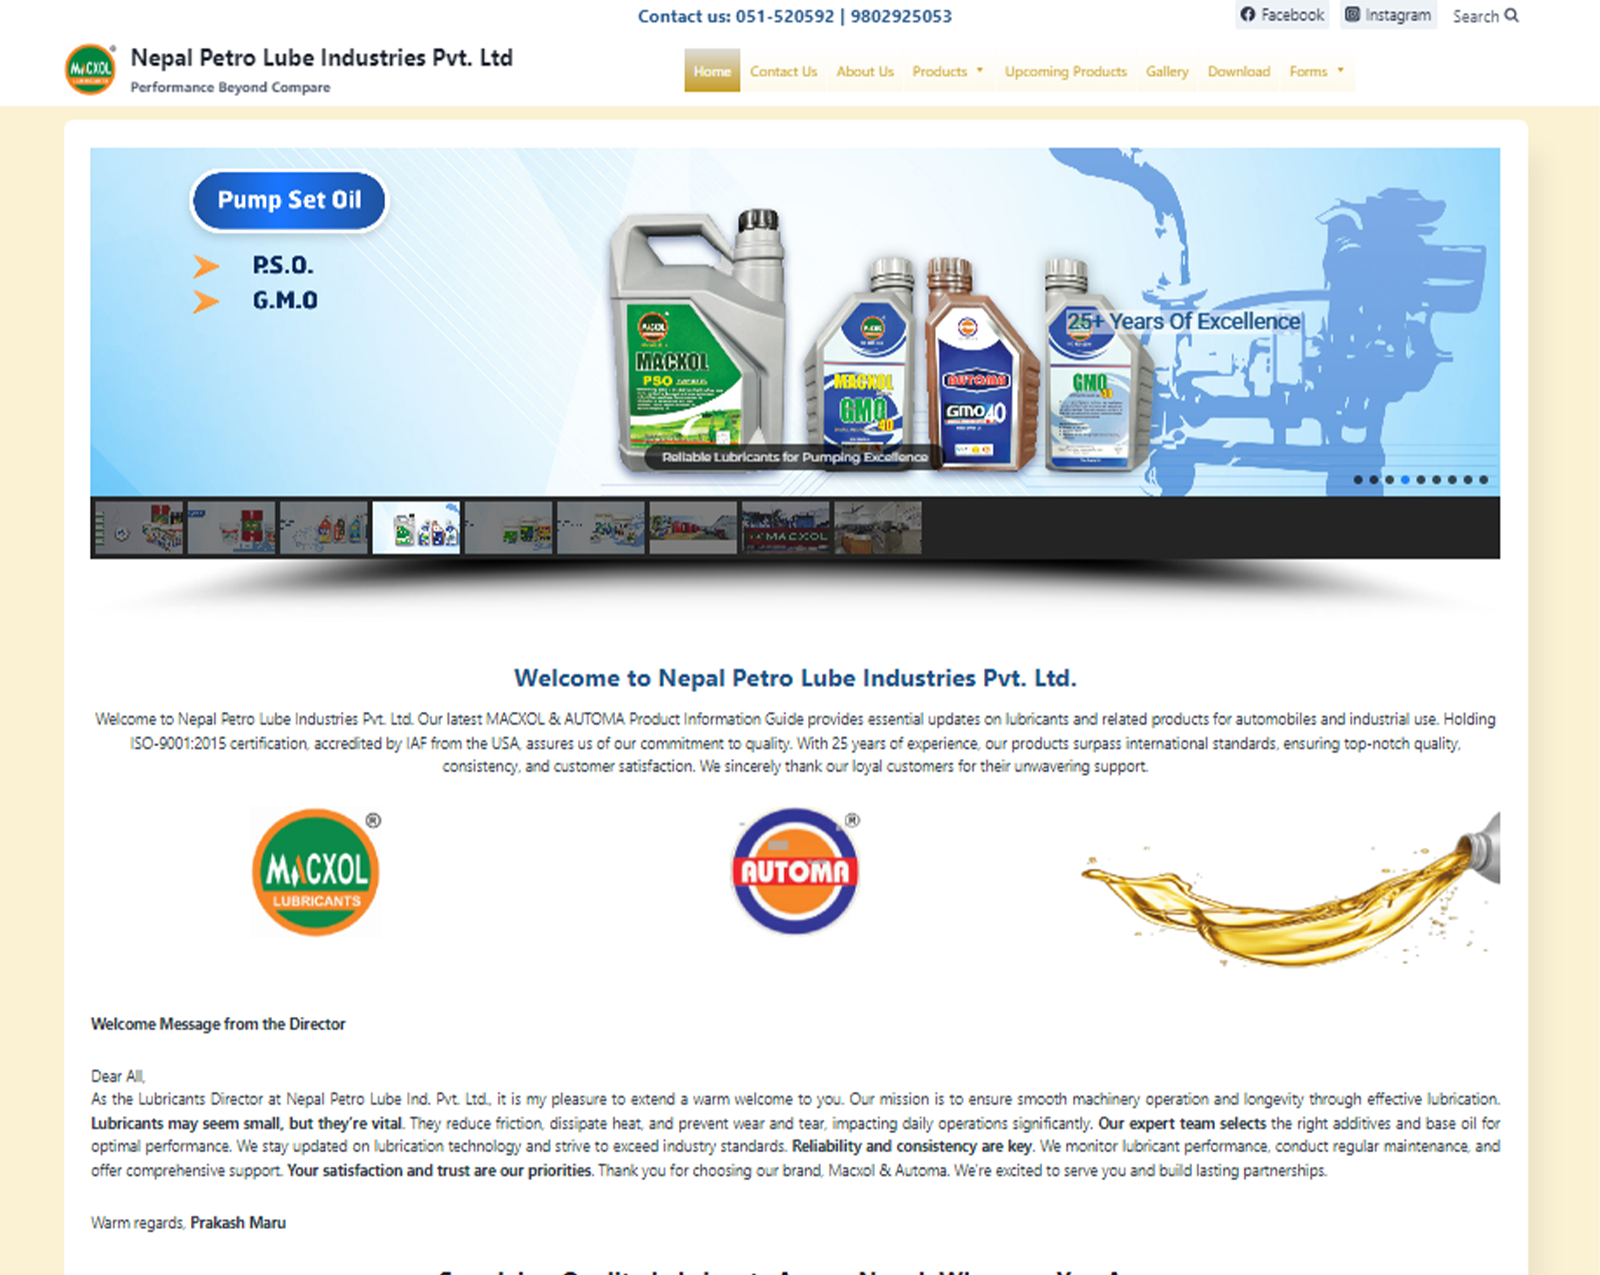 Contact us: 051-520592 | 9802925053
Facebook
Instagram
Search
MACXOL
Nepal Petro Lube Industries Pvt. Ltd
Performance Beyond Compare
Home
Contact Us
About Us
Products
Upcoming Products
Gallery
Download
Forms
Pump Set Oil
P.S.O.
G.M.O
MACXOL
PSO
MACXOL
GMO
40
AUTOMA
GMO 40
GMO
40
25+ Years Of Excellence
Reliable Lubricants for Pumping Excellence
MACXOL
Welcome to Nepal Petro Lube Industries Pvt. Ltd.
Welcome to Nepal Petro Lube Industries Pvt. Ltd. Our latest MACXOL & AUTOMA Product Information Guide provides essential updates on lubricants and related products for automobiles and industrial use. Holding
ISO-9001:2015 certification, accredited by IAF from the USA, assures us of our commitment to quality. With 25 years of experience, our products surpass international standards, ensuring top-notch quality,
consistency, and customer satisfaction. We sincerely thank our loyal customers for their unwavering support.
MACXOL
LUBRICANTS
®
AUTOMA
®
Welcome Message from the Director
Dear All,
As the Lubricants Director at Nepal Petro Lube Ind. Pvt. Ltd., it is my pleasure to extend a warm welcome to you. Our mission is to ensure smooth machinery operation and longevity through effective lubrication.
Lubricants may seem small, but they're vital. They reduce friction, dissipate heat, and prevent wear and tear, impacting daily operations significantly. Our expert team selects the right additives and base oil for
optimal performance. We stay updated on lubrication technology and strive to exceed industry standards. Reliability and consistency are key. We monitor lubricant performance, conduct regular maintenance, and
offer comprehensive support. Your satisfaction and trust are our priorities. Thank you for choosing our brand, Macxol & Automa. We're excited to serve you and build lasting partnerships.
Warm regards, Prakash Maru